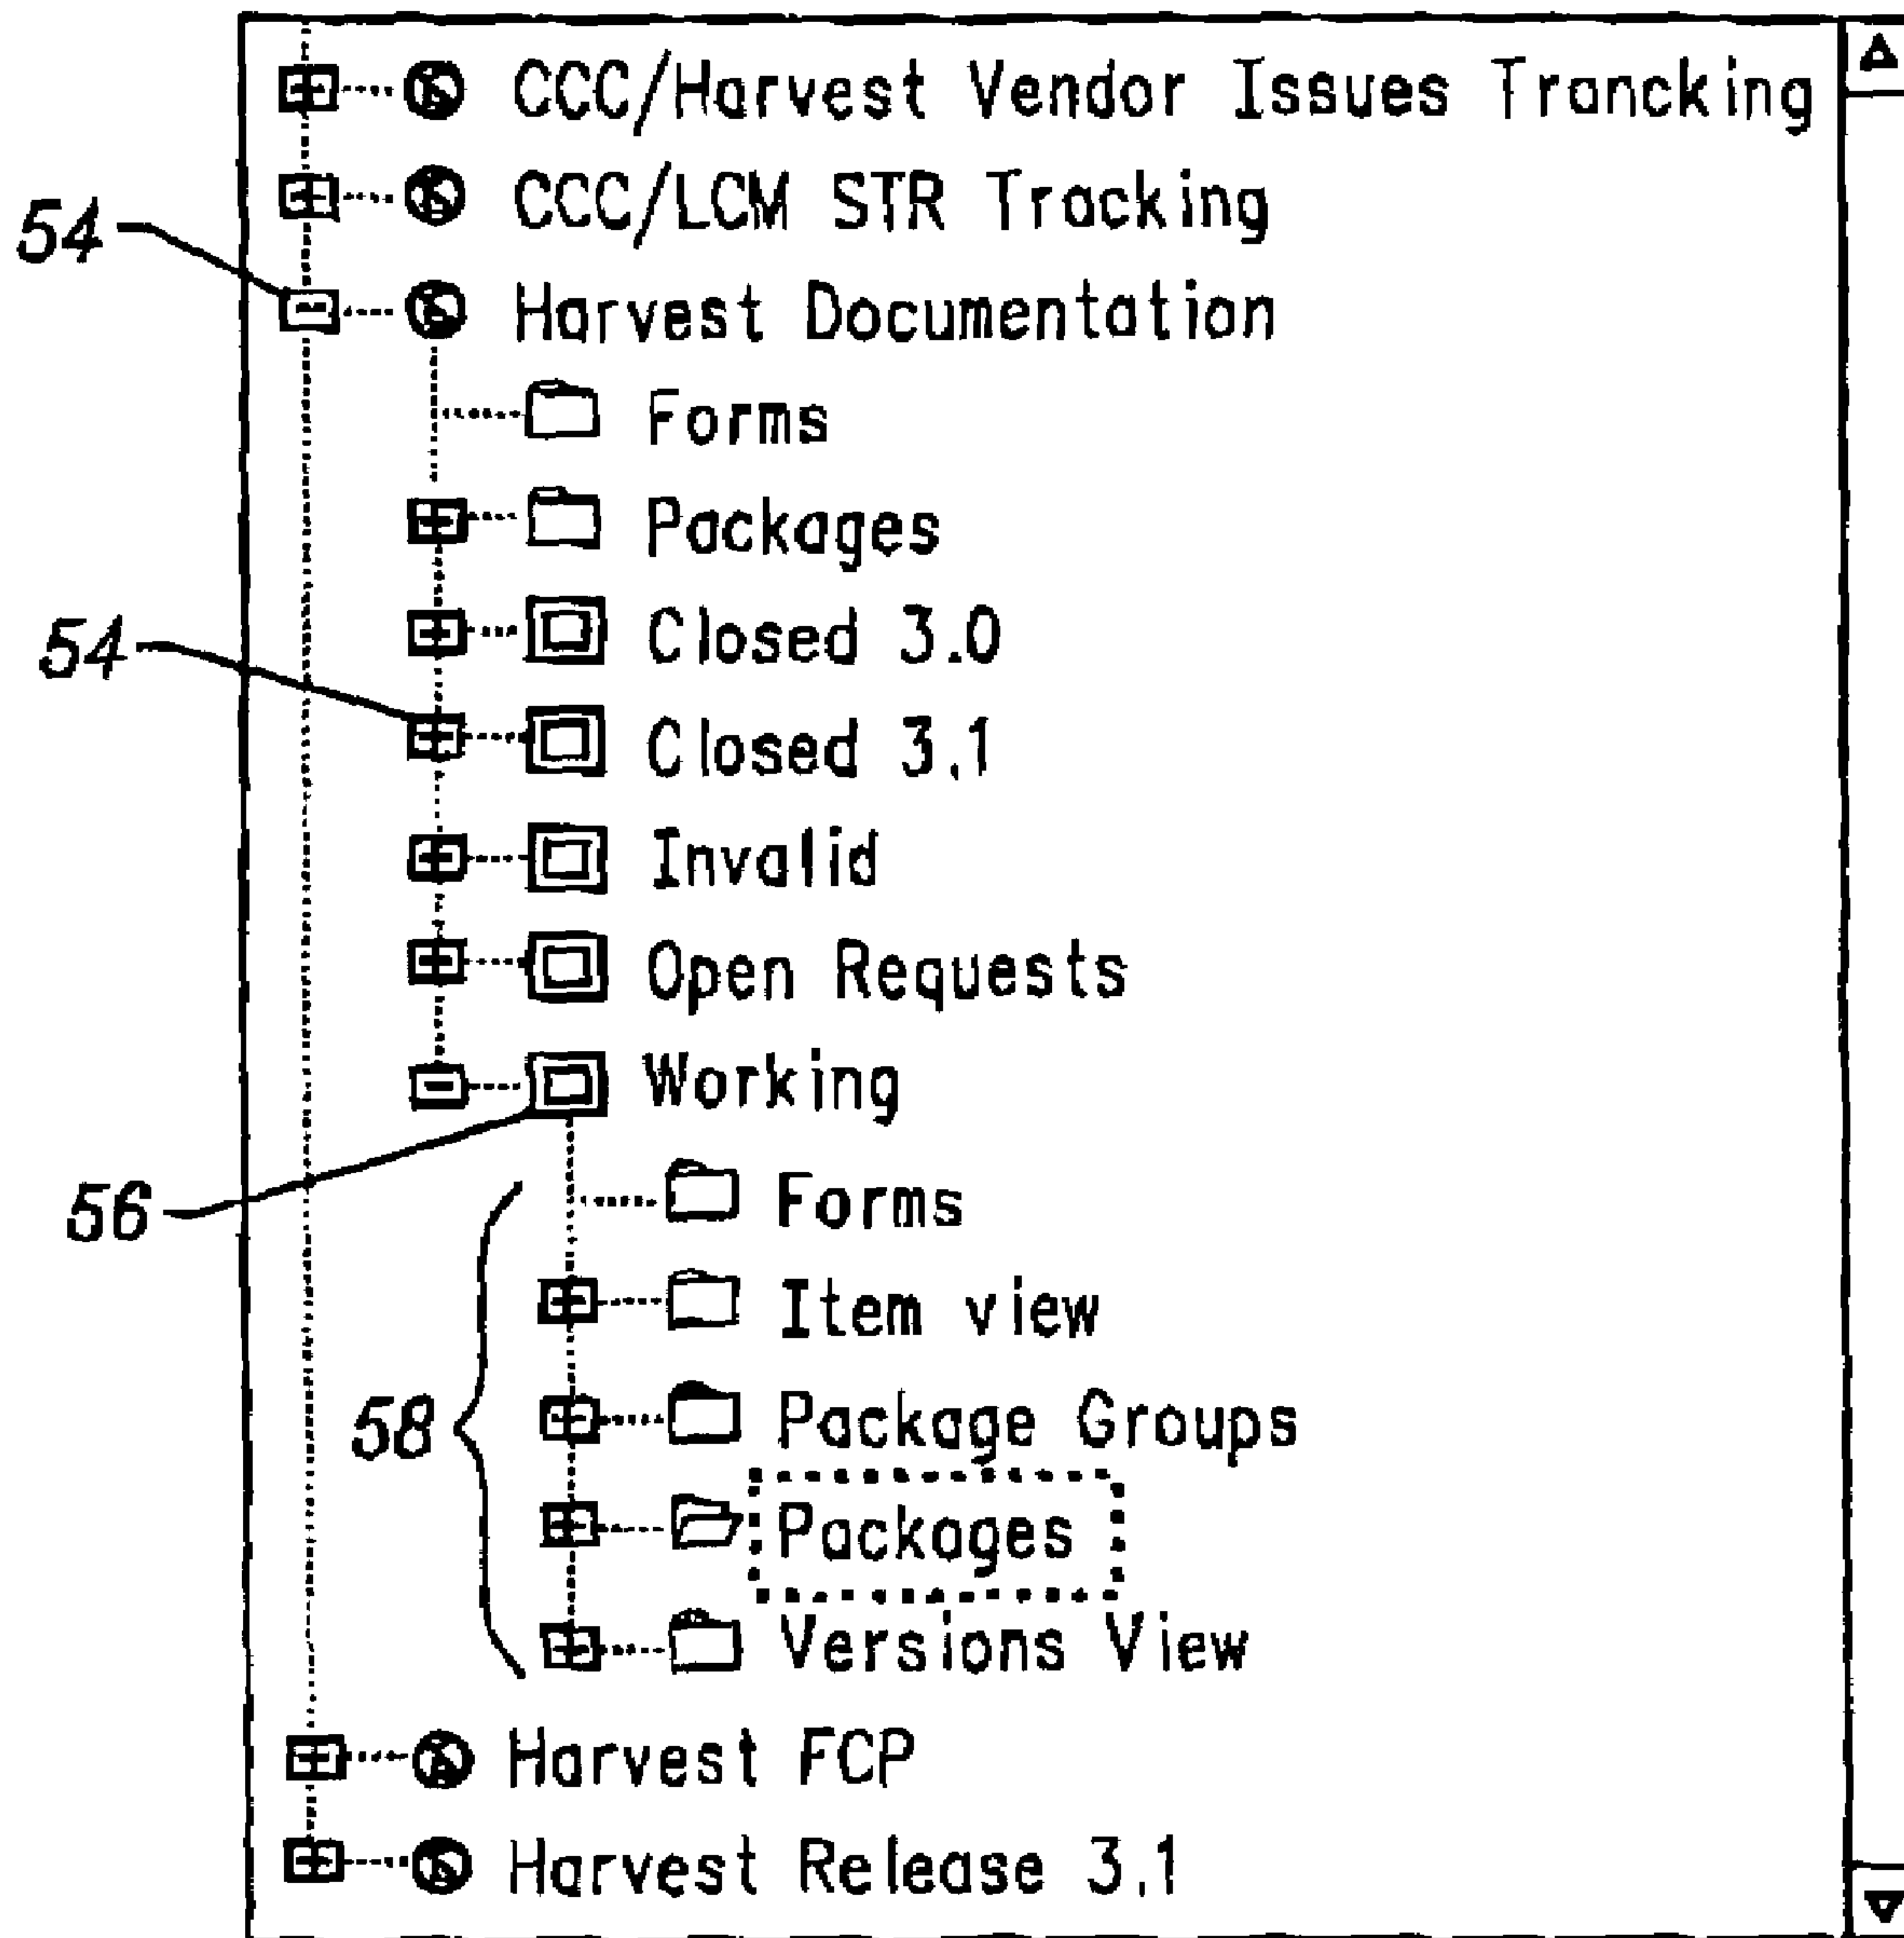 CCC/Harvest Vendor Issues Trancking
CCC/LCM STR Tracking
54
Harvest Documentation
Forms
Packages
Closed 3.0
54
Closed 3.1
Invalid
Open Requests
Working
56
Forms
Item view
58
Package Groups
Packages
Versions View
Harvest FCP
Harvest Release 3.1